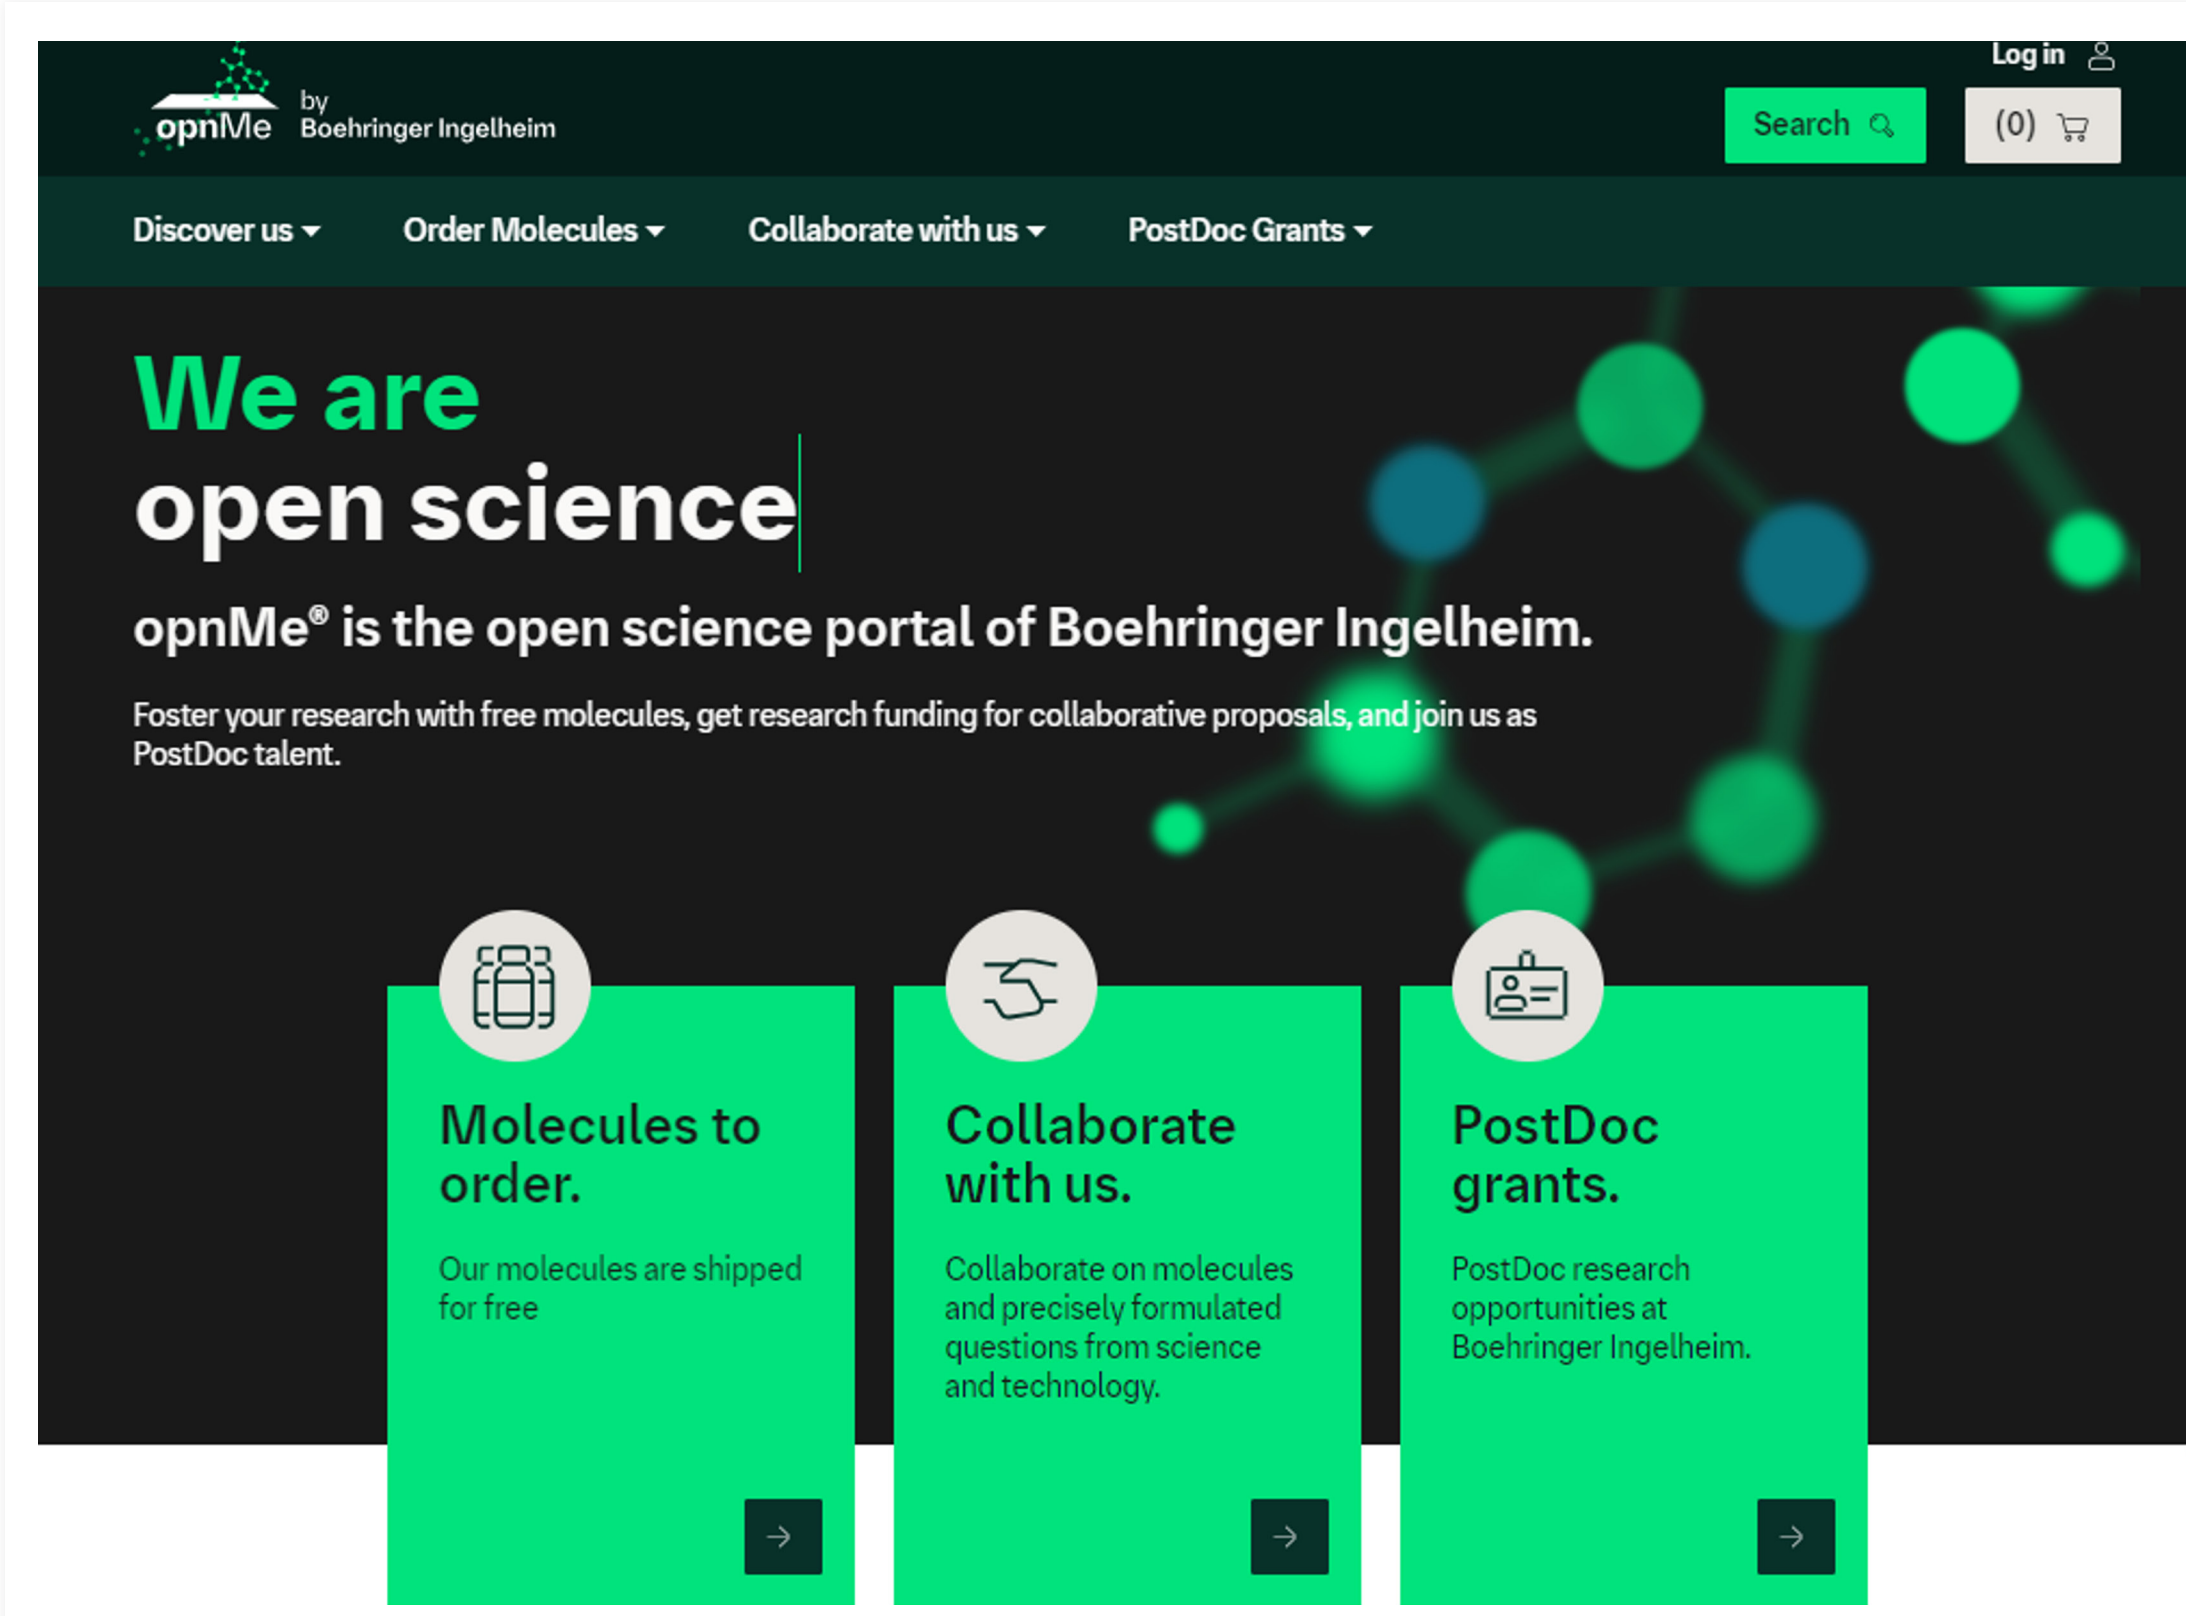 Log in
opnMe
by
Boehringer Ingelheim
Search
(0)
Discover us
Order Molecules
Collaborate with us
PostDoc Grants
We are
open science
opnMe® is the open science portal of Boehringer Ingelheim.
Foster your research with free molecules, get research funding for collaborative proposals, and join us as
PostDoc talent.
Molecules to
order.
Our molecules are shipped
for free
Collaborate
with us.
Collaborate on molecules
and precisely formulated
questions from science
and technology.
PostDoc
grants.
PostDoc research
opportunities at
Boehringer Ingelheim.